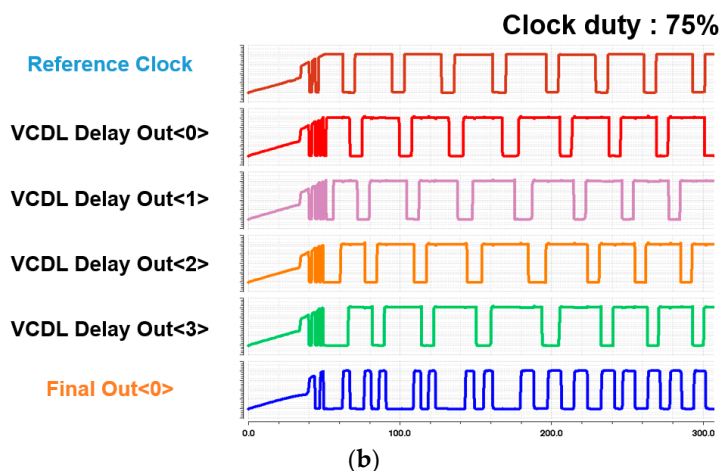 Clock duty : 75%
Reference Clock
VCDL Delay Out<0>
VCDL Delay Out<1>
VCDL Delay Out<2>
VCDL Delay Out<3>
Final Out<0>
0.0 100.0 200.0 300.0
(b)